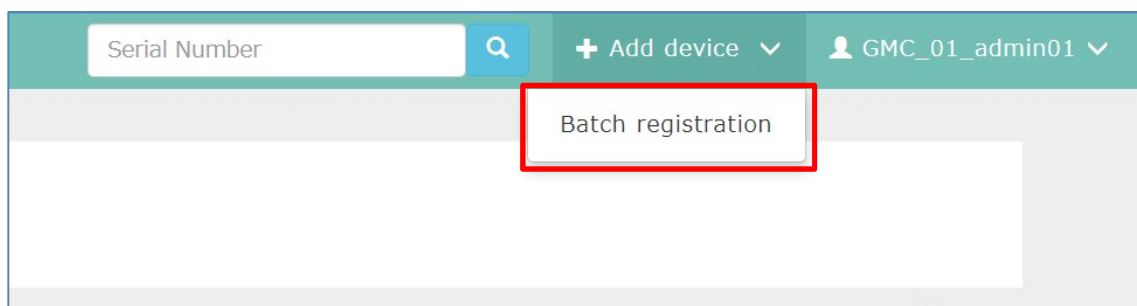 Serial Number
Add device
GMC_01_admin01
Batch registration